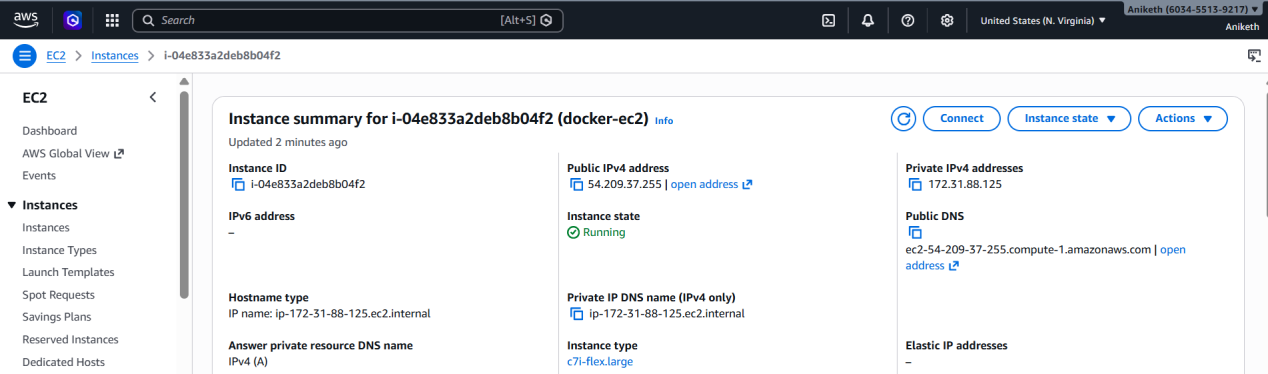 aws
Search [Alt+S]
United States (N. Virginia) ▼
Aniketh (6034-5513-9217) ▼
Aniketh
EC2 > Instances > i-04e833a2deb8b04f2
EC2
Dashboard
AWS Global View
Events
▼ Instances
Instances
Instance Types
Launch Templates
Spot Requests
Savings Plans
Reserved Instances
Dedicated Hosts
Instance summary for i-04e833a2deb8b04f2 (docker-ec2) Info
Updated 2 minutes ago
Connect
Instance state ▼
Actions ▼
Instance ID
i-04e833a2deb8b04f2
Public IPv4 address
54.209.37.255 | open address
Private IPv4 addresses
172.31.88.125
IPv6 address
–
Instance state
Running
Public DNS
ec2-54-209-37-255.compute-1.amazonaws.com | open
address
Hostname type
IP name: ip-172-31-88-125.ec2.internal
Private IP DNS name (IPv4 only)
ip-172-31-88-125.ec2.internal
Answer private resource DNS name
IPv4 (A)
Instance type
c7i-flex.large
Elastic IP addresses
–